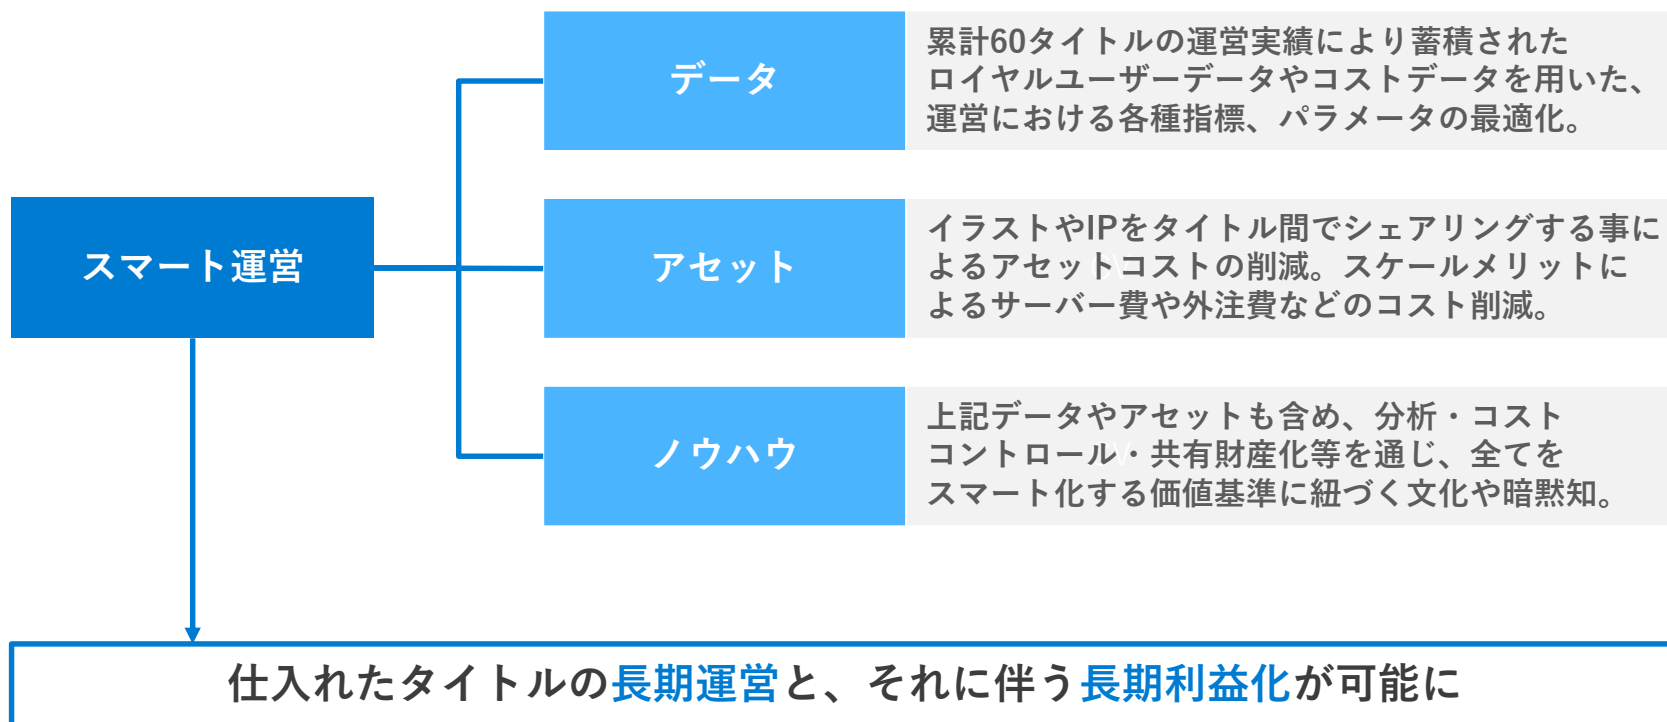 データ
累計60タイトルの運営実績により蓄積された
ロイヤルユーザーデータやコストデータを用いた、
運営における各種指標、パラメータの最適化。
スマート運営
アセット
イラストやIPをタイトル間でシェアリングする事に
よるアセットコストの削減。スケールメリットに
よるサーバー費や外注費などのコスト削減。
ノウハウ
上記データやアセットも含め、分析・コスト
コントロール・共有財産化等を通じ、全てを
スマート化する価値基準に紐づく文化や暗黙知。
仕入れたタイトルの長期運営と、それに伴う長期利益化が可能に